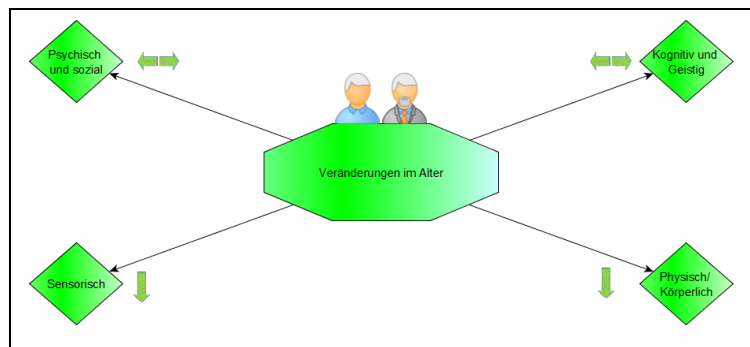 Psychisch
und sozial
Kognitiv und
Geistig
Veränderungen im Alter
Sensorisch
Physisch/
Körperlich